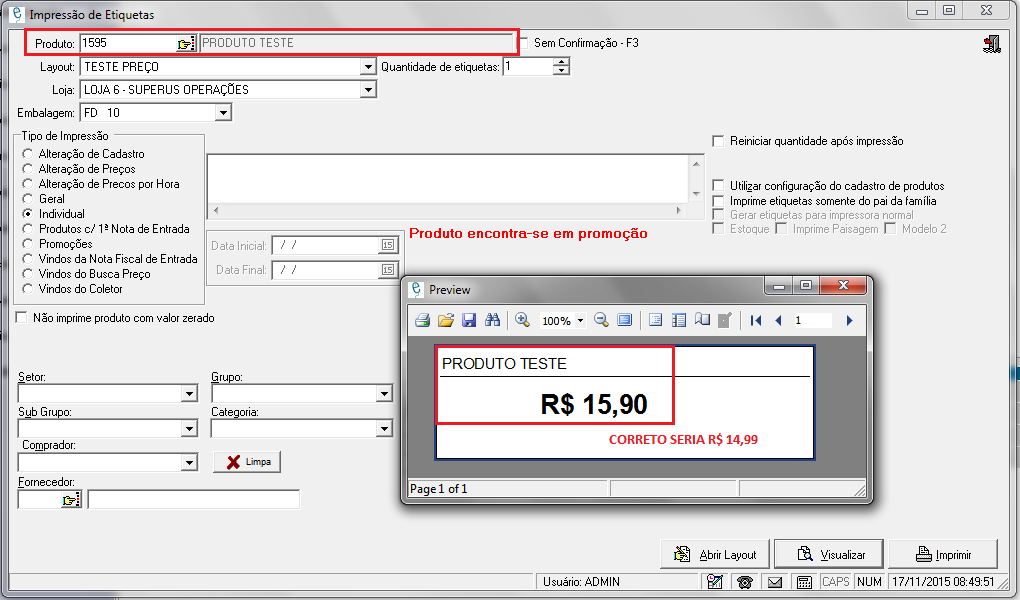 Impressão de Etiquetas
Produto: 1595 PRODUTO TESTE Sem Confirmação - F3
Layout: TESTE PREÇO Quantidade de etiquetas: 1
Loja: LOJA 6 - SUPERUS OPERAÇÕES
Embalagem: FD 10
Tipo de Impressão
Alteração de Cadastro
Alteração de Preços
Alteração de Precos por Hora
Geral
Individual
Produtos c/ 1ª Nota de Entrada
Promoções
Vindos da Nota Fiscal de Entrada
Vindos do Busca Preço
Vindos do Coletor
Não imprime produto com valor zerado
Reiniciar quantidade após impressão
Utilizar configuração do cadastro de produtos
Imprime etiquetas somente do pai da família
Gerar etiquetas para impressora normal
Estoque Imprime Paisagem Modelo 2
Produto encontra-se em promoção
Data Inicial: / / 15
Data Final: / / 15
Preview
100% 1
PRODUTO TESTE
R$ 15,90
CORRETO SERIA R$ 14,99
Page 1 of 1
Setor: Grupo:
Sub Grupo: Categoria:
Comprador:
Limpa
Fornecedor:
Abrir Layout Visualizar Imprimir
Usuário: ADMIN CAPS NUM 17/11/2015 08:49:51